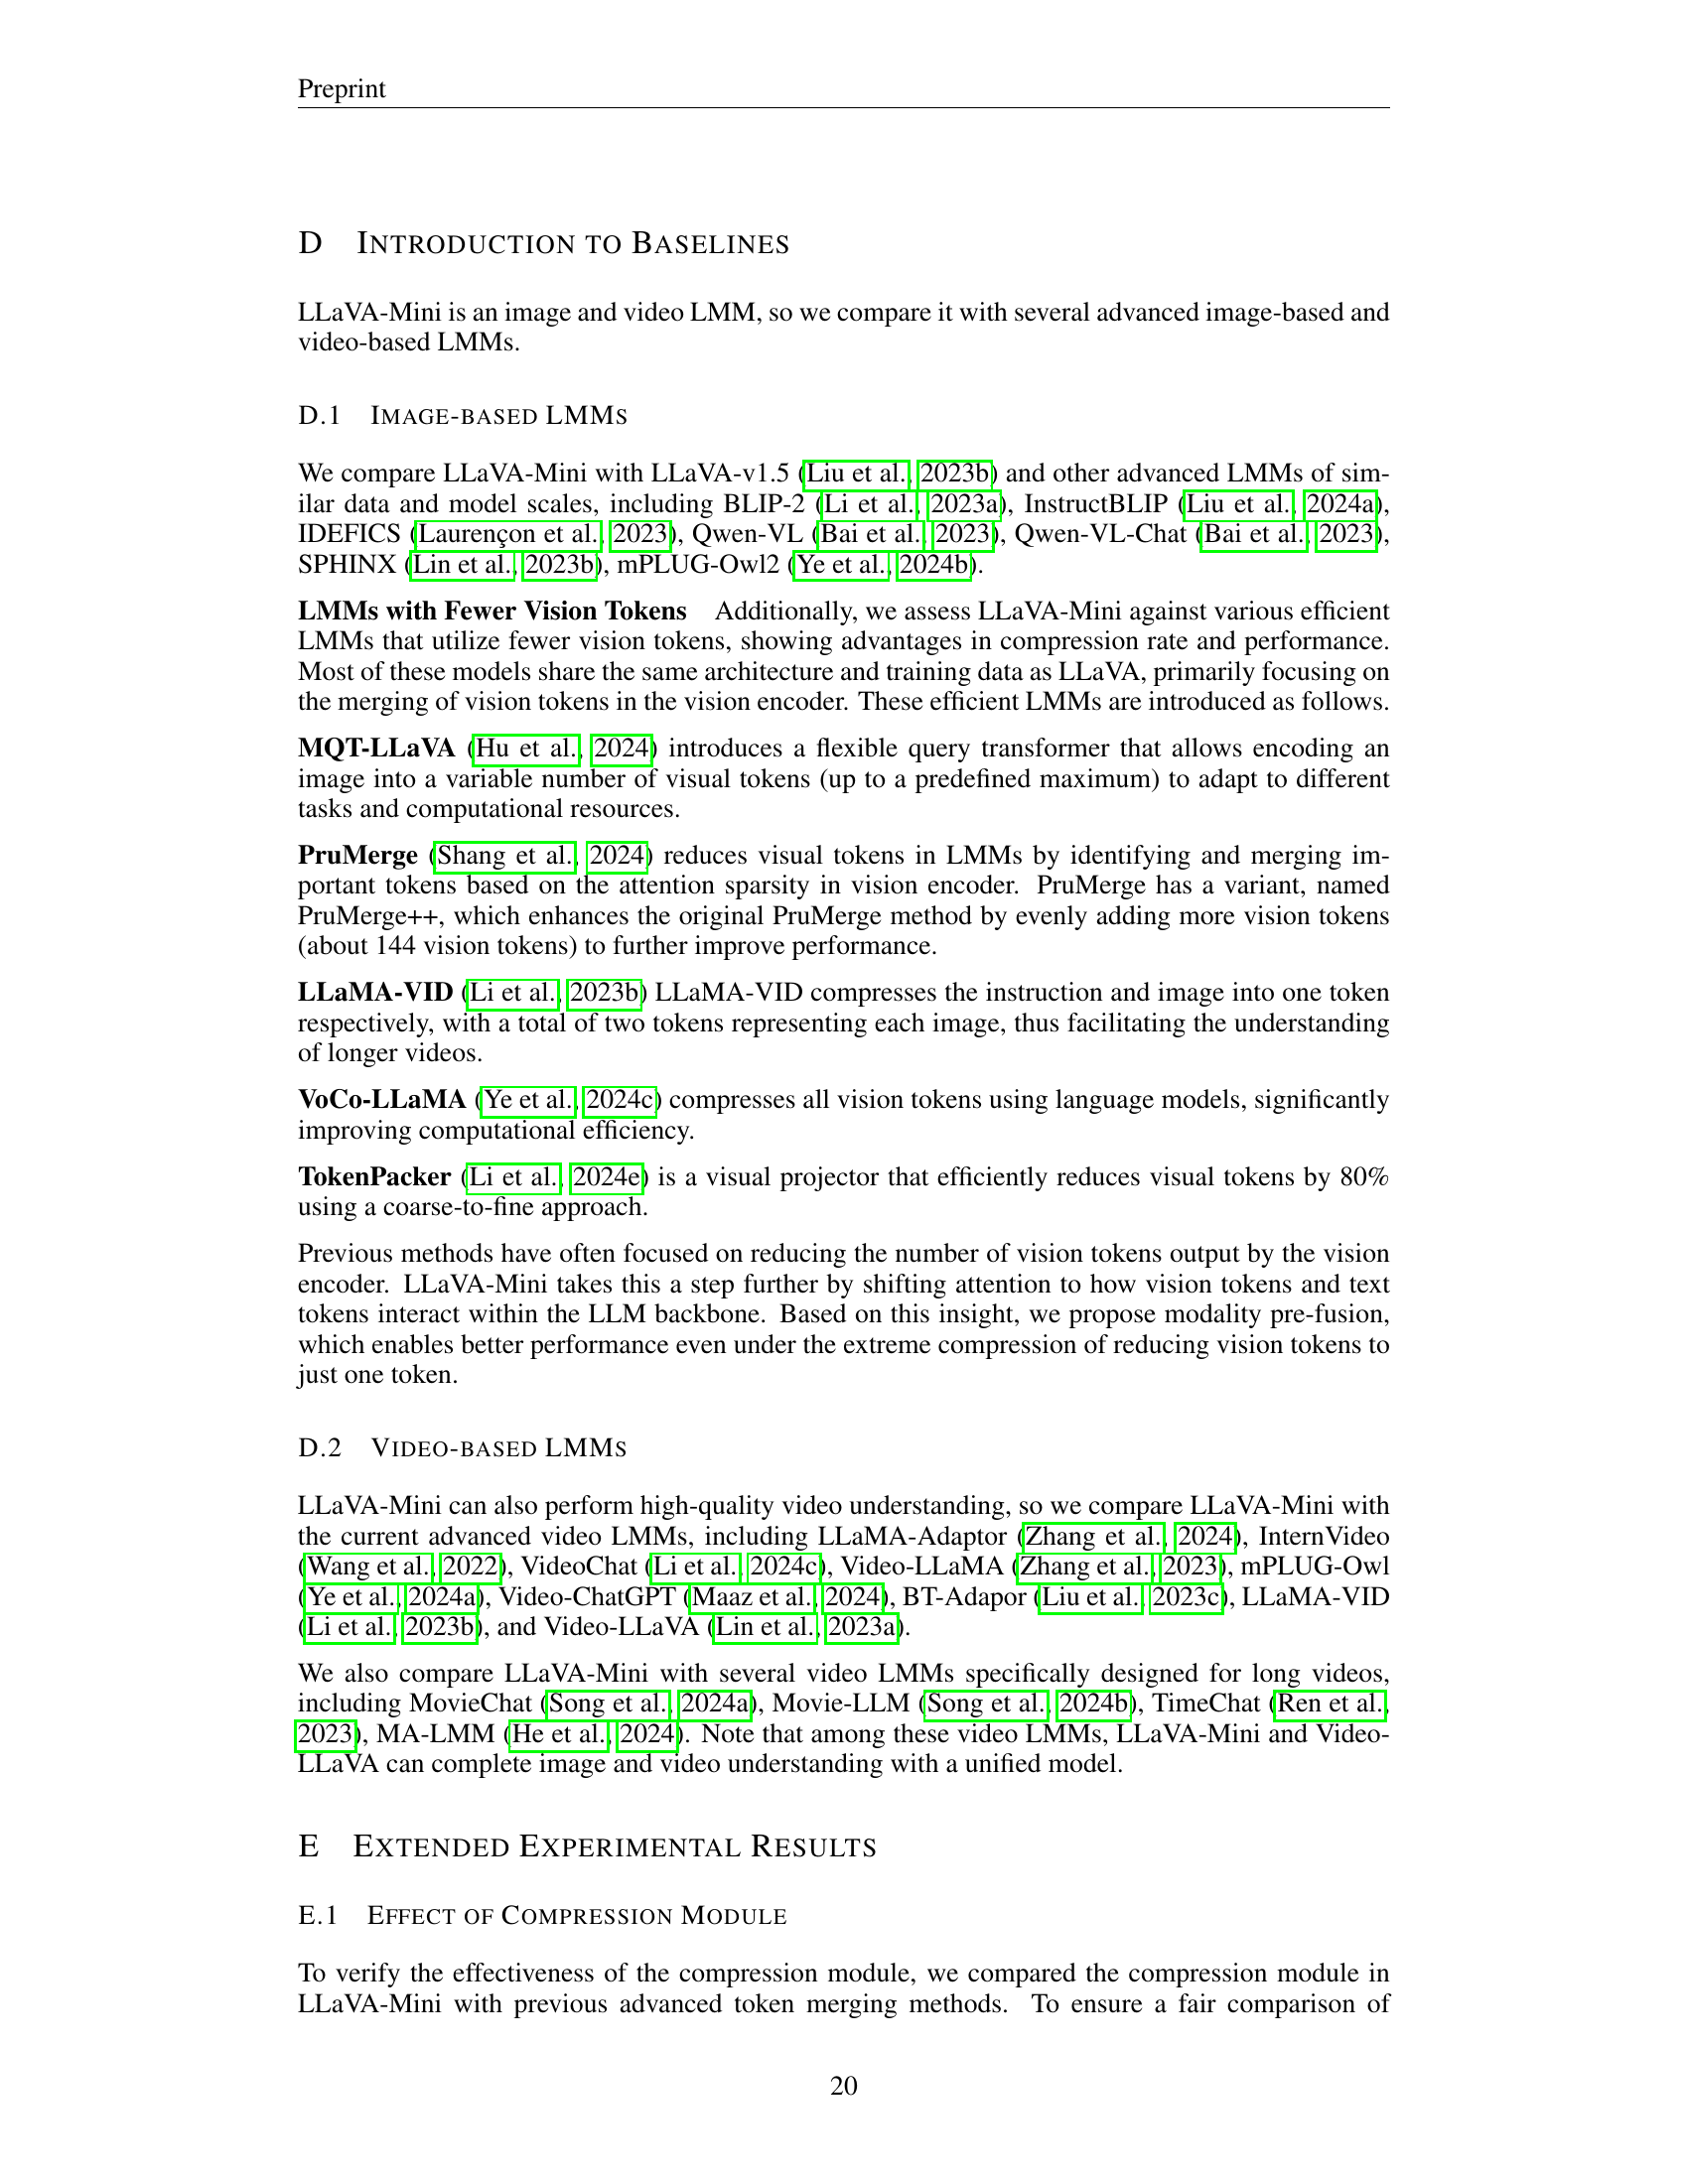 Preprint
D INTRODUCTION TO BASELINES
LLaVA-Mini is an image and video LMM, so we compare it with several advanced image-based and
video-based LMMs.
D.1 IMAGE-BASED LMMS
We compare LLaVA-Mini with LLaVA-v1.5 (Liu et al., 2023b) and other advanced LMMs of sim-
ilar data and model scales, including BLIP-2 (Li et al., 2023a), InstructBLIP (Liu et al., 2024a),
IDEFICS (Laurençon et al., 2023), Qwen-VL (Bai et al., 2023), Qwen-VL-Chat (Bai et al., 2023),
SPHINX (Lin et al., 2023b), mPLUG-Owl2 (Ye et al., 2024b).
LMMs with Fewer Vision Tokens Additionally, we assess LLaVA-Mini against various efficient
LMMs that utilize fewer vision tokens, showing advantages in compression rate and performance.
Most of these models share the same architecture and training data as LLaVA, primarily focusing on
the merging of vision tokens in the vision encoder. These efficient LMMs are introduced as follows.
MQT-LLaVA (Hu et al., 2024) introduces a flexible query transformer that allows encoding an
image into a variable number of visual tokens (up to a predefined maximum) to adapt to different
tasks and computational resources.
PruMerge (Shang et al., 2024) reduces visual tokens in LMMs by identifying and merging im-
portant tokens based on the attention sparsity in vision encoder. PruMerge has a variant, named
PruMerge++, which enhances the original PruMerge method by evenly adding more vision tokens
(about 144 vision tokens) to further improve performance.
LLaMA-VID (Li et al., 2023b) LLaMA-VID compresses the instruction and image into one token
respectively, with a total of two tokens representing each image, thus facilitating the understanding
of longer videos.
VoCo-LLaMA (Ye et al., 2024c) compresses all vision tokens using language models, significantly
improving computational efficiency.
TokenPacker (Li et al., 2024e) is a visual projector that efficiently reduces visual tokens by 80%
using a coarse-to-fine approach.
Previous methods have often focused on reducing the number of vision tokens output by the vision
encoder. LLaVA-Mini takes this a step further by shifting attention to how vision tokens and text
tokens interact within the LLM backbone. Based on this insight, we propose modality pre-fusion,
which enables better performance even under the extreme compression of reducing vision tokens to
just one token.
D.2 VIDEO-BASED LMMS
LLaVA-Mini can also perform high-quality video understanding, so we compare LLaVA-Mini with
the current advanced video LMMs, including LLaMA-Adaptor (Zhang et al., 2024), InternVideo
(Wang et al., 2022), VideoChat (Li et al., 2024c), Video-LLaMA (Zhang et al., 2023), mPLUG-Owl
(Ye et al., 2024a), Video-ChatGPT (Maaz et al., 2024), BT-Adapor (Liu et al., 2023c), LLaMA-VID
(Li et al., 2023b), and Video-LLaVA (Lin et al., 2023a).
We also compare LLaVA-Mini with several video LMMs specifically designed for long videos,
including MovieChat (Song et al., 2024a), Movie-LLM (Song et al., 2024b), TimeChat (Ren et al.,
2023), MA-LMM (He et al., 2024). Note that among these video LMMs, LLaVA-Mini and Video-
LLaVA can complete image and video understanding with a unified model.
E EXTENDED EXPERIMENTAL RESULTS
E.1 EFFECT OF COMPRESSION MODULE
To verify the effectiveness of the compression module, we compared the compression module in
LLaVA-Mini with previous advanced token merging methods. To ensure a fair comparison of
20